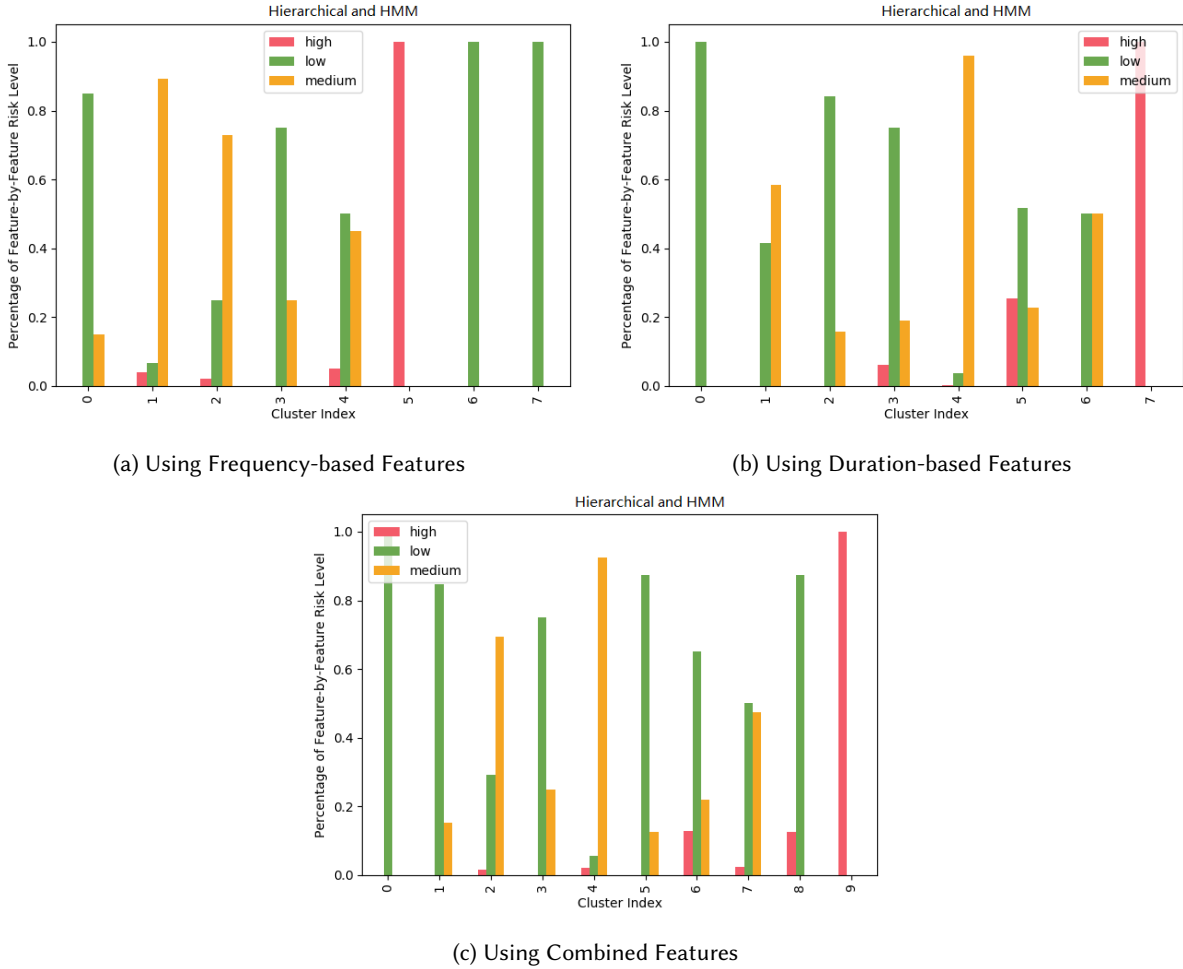 Hierarchical and HMM
Percentage of Feature-by-Feature Risk Level
1.0
0.8
0.6
0.4
0.2
0.0
high
low
medium
0 1 2 3 4 5 6 7
Cluster Index
(a) Using Frequency-based Features
Hierarchical and HMM
Percentage of Feature-by-Feature Risk Level
1.0
0.8
0.6
0.4
0.2
0.0
high
low
medium
0 1 2 3 4 5 6 7
Cluster Index
(b) Using Duration-based Features
Hierarchical and HMM
Percentage of Feature-by-Feature Risk Level
1.0
0.8
0.6
0.4
0.2
0.0
high
low
medium
0 1 2 3 4 5 6 7 8 9
Cluster Index
(c) Using Combined Features